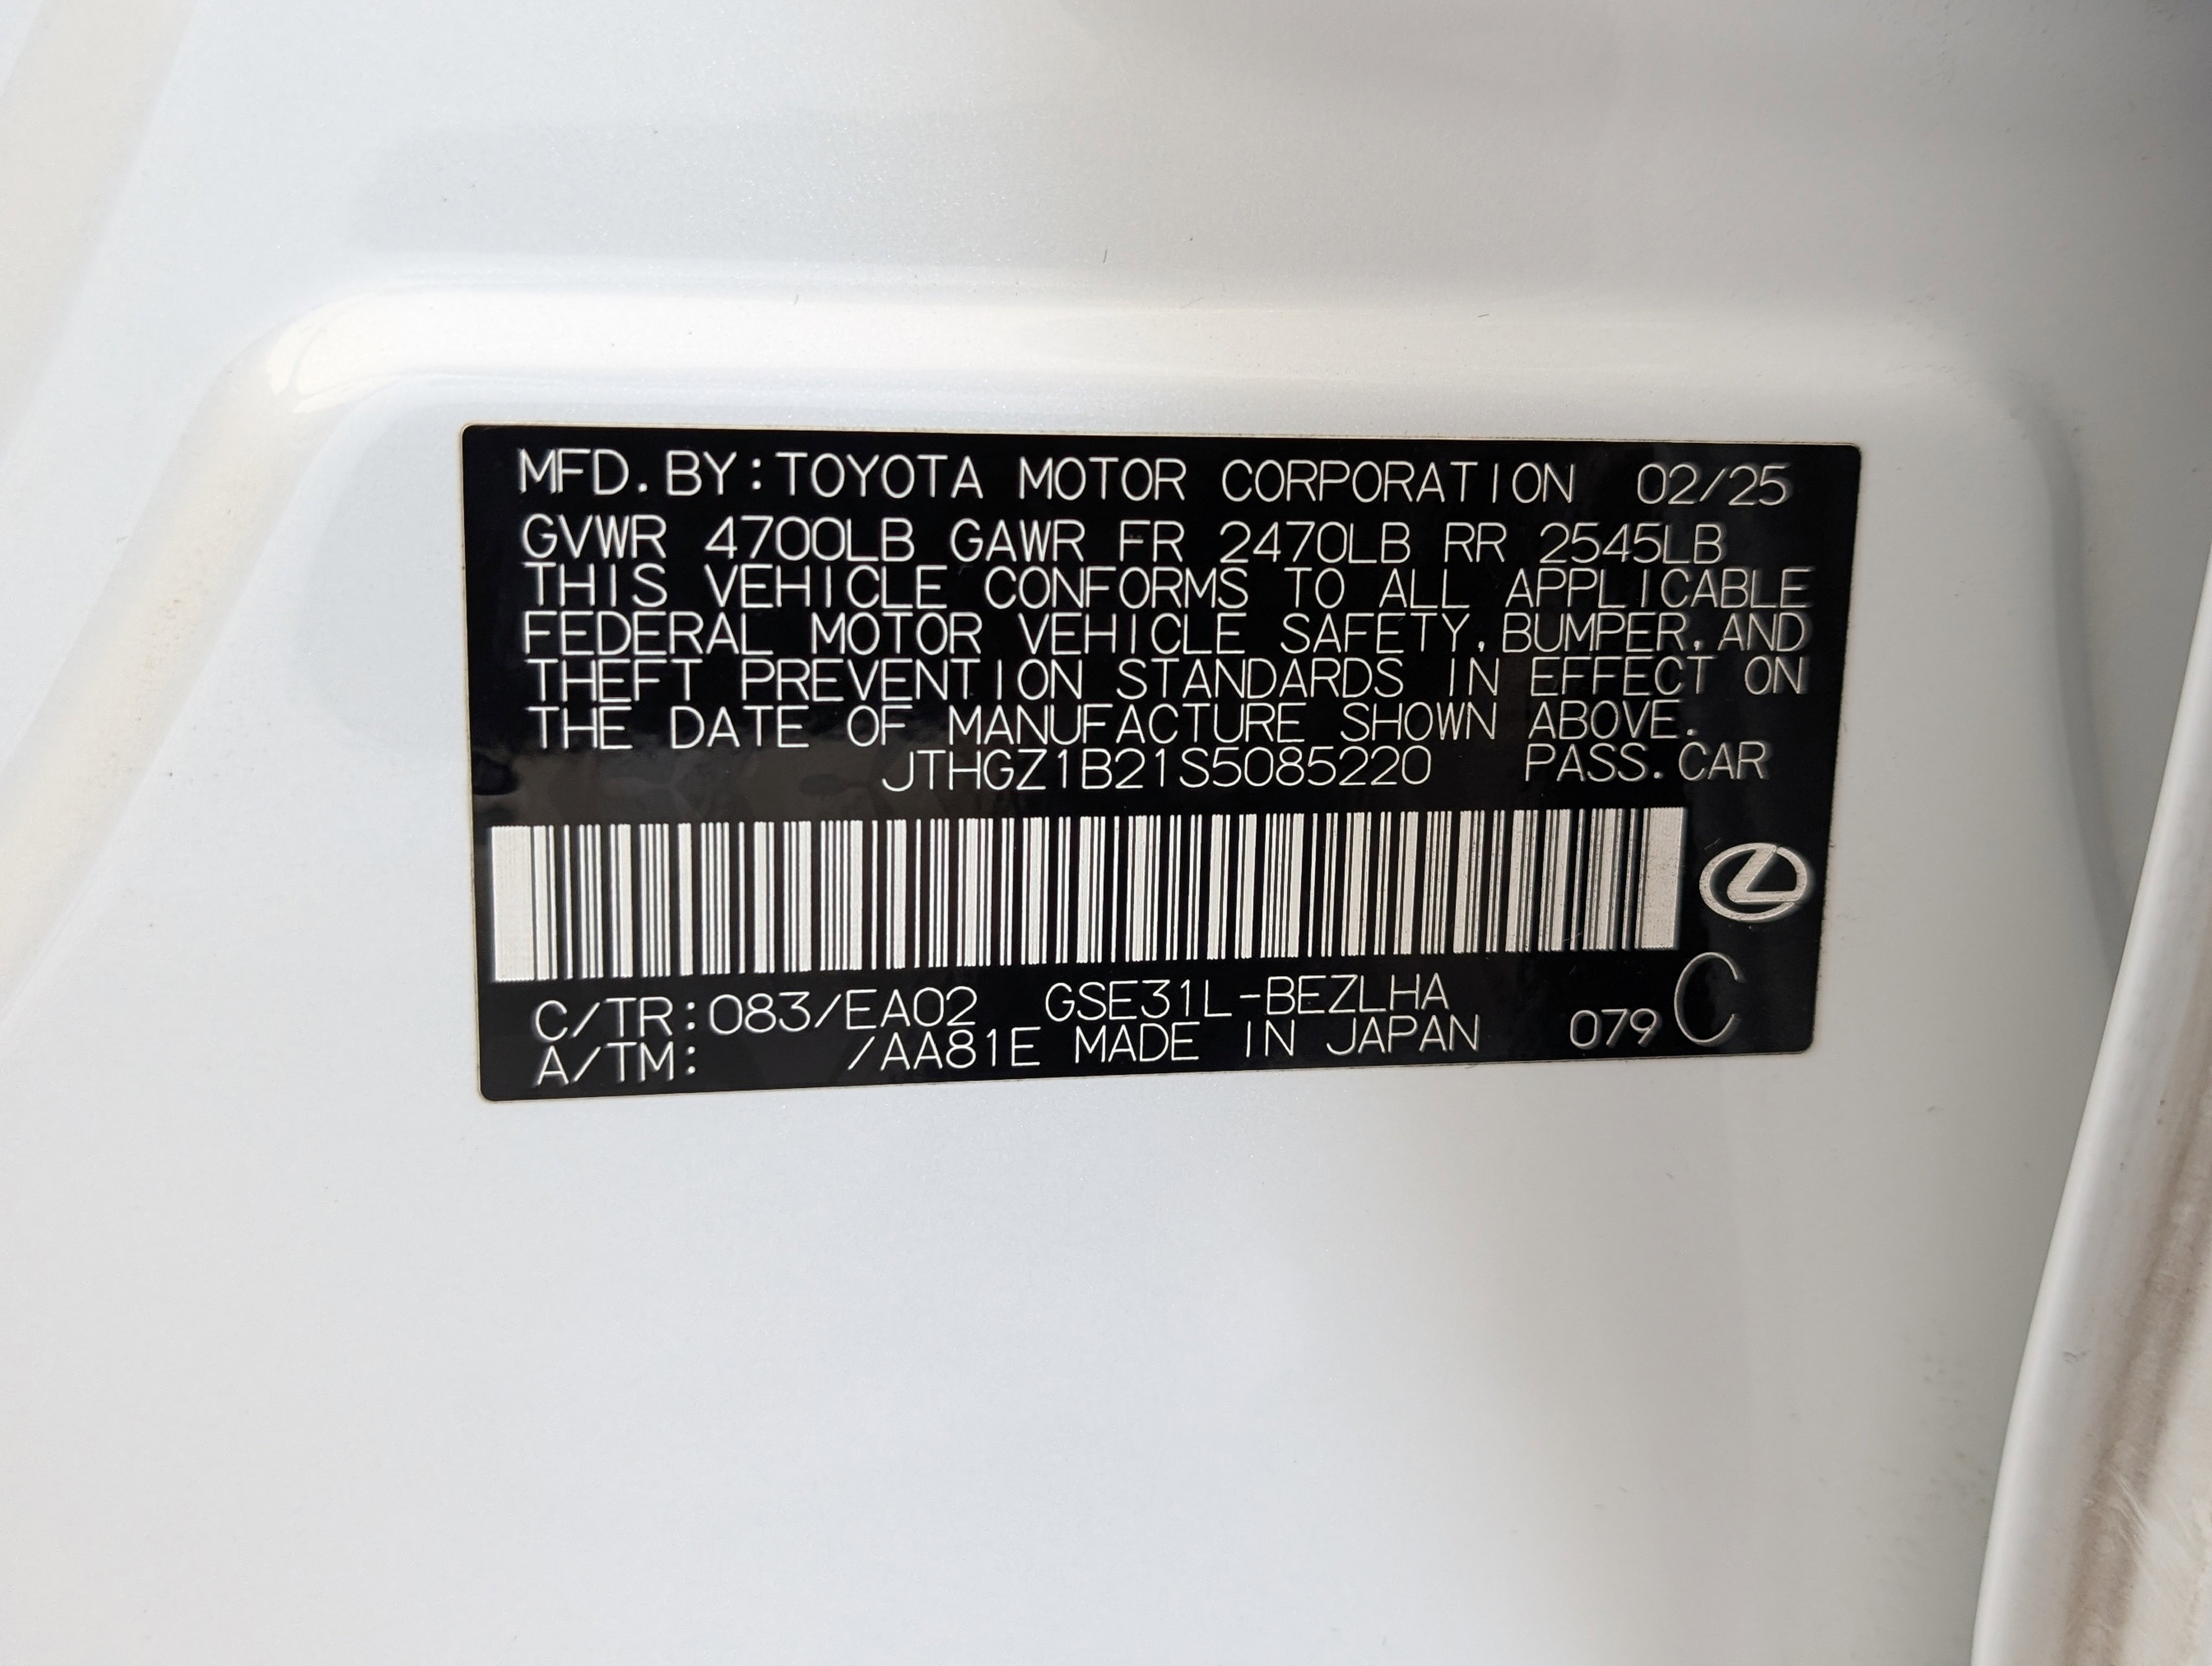 MFD.BY:TOYOTA MOTOR CORPORATION 02/25
GVWR 4700LB GAWR FR 2470LB RR 2545LB
THIS VEHICLE CONFORMS TO ALL APPLICABLE
FEDERAL MOTOR VEHICLE SAFETY,BUMPER,AND
THEFT PREVENTION STANDARDS IN EFFECT ON
THE DATE OF MANUFACTURE SHOWN ABOVE.
JTHGZ1B21S5085220 PASS.CAR
C/TR:083/EA02 GSE31L-BEZLHA
A/TM: /AA81E MADE IN JAPAN 079 C